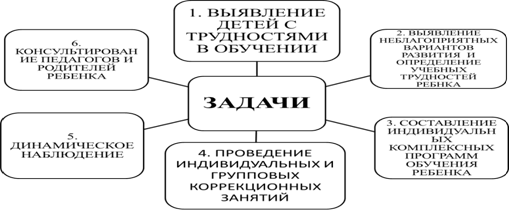 1. ВЫЯВЛЕНИЕ
ДЕТЕЙ С
ТРУДНОСТЯМИ
В ОБУЧЕНИИ
2. ВЫЯВЛЕНИЕ
НЕБЛАГОПРИЯТНЫХ
ВАРИАНТОВ
РАЗВИТИЯ И
ОПРЕДЕЛЕНИЕ
УЧЕБНЫХ
ТРУДНОСТЕЙ
РЕБНКА
3. СОСТАВЛЕНИЕ
ИНДИВИДУАЛЬН
ЫХ
КОМПЛЕКСНЫХ
ПРОГРАММ
ОБУЧЕНИЯ
РЕБЕНКА
4. ПРОВЕДЕНИЕ
ИНДИВИДУАЛЬНЫХ И
ГРУППОВЫХ
КОРРЕКЦИОННЫХ
ЗАНЯТИЙ
5.
ДИНАМИЧЕСКОЕ
НАБЛЮДЕНИЕ
6.
КОНСУЛЬТИРОВАН
ИЕ ПЕДАГОГОВ И
РОДИТЕЛЕЙ
РЕБЕНКА
ЗАДАЧИ